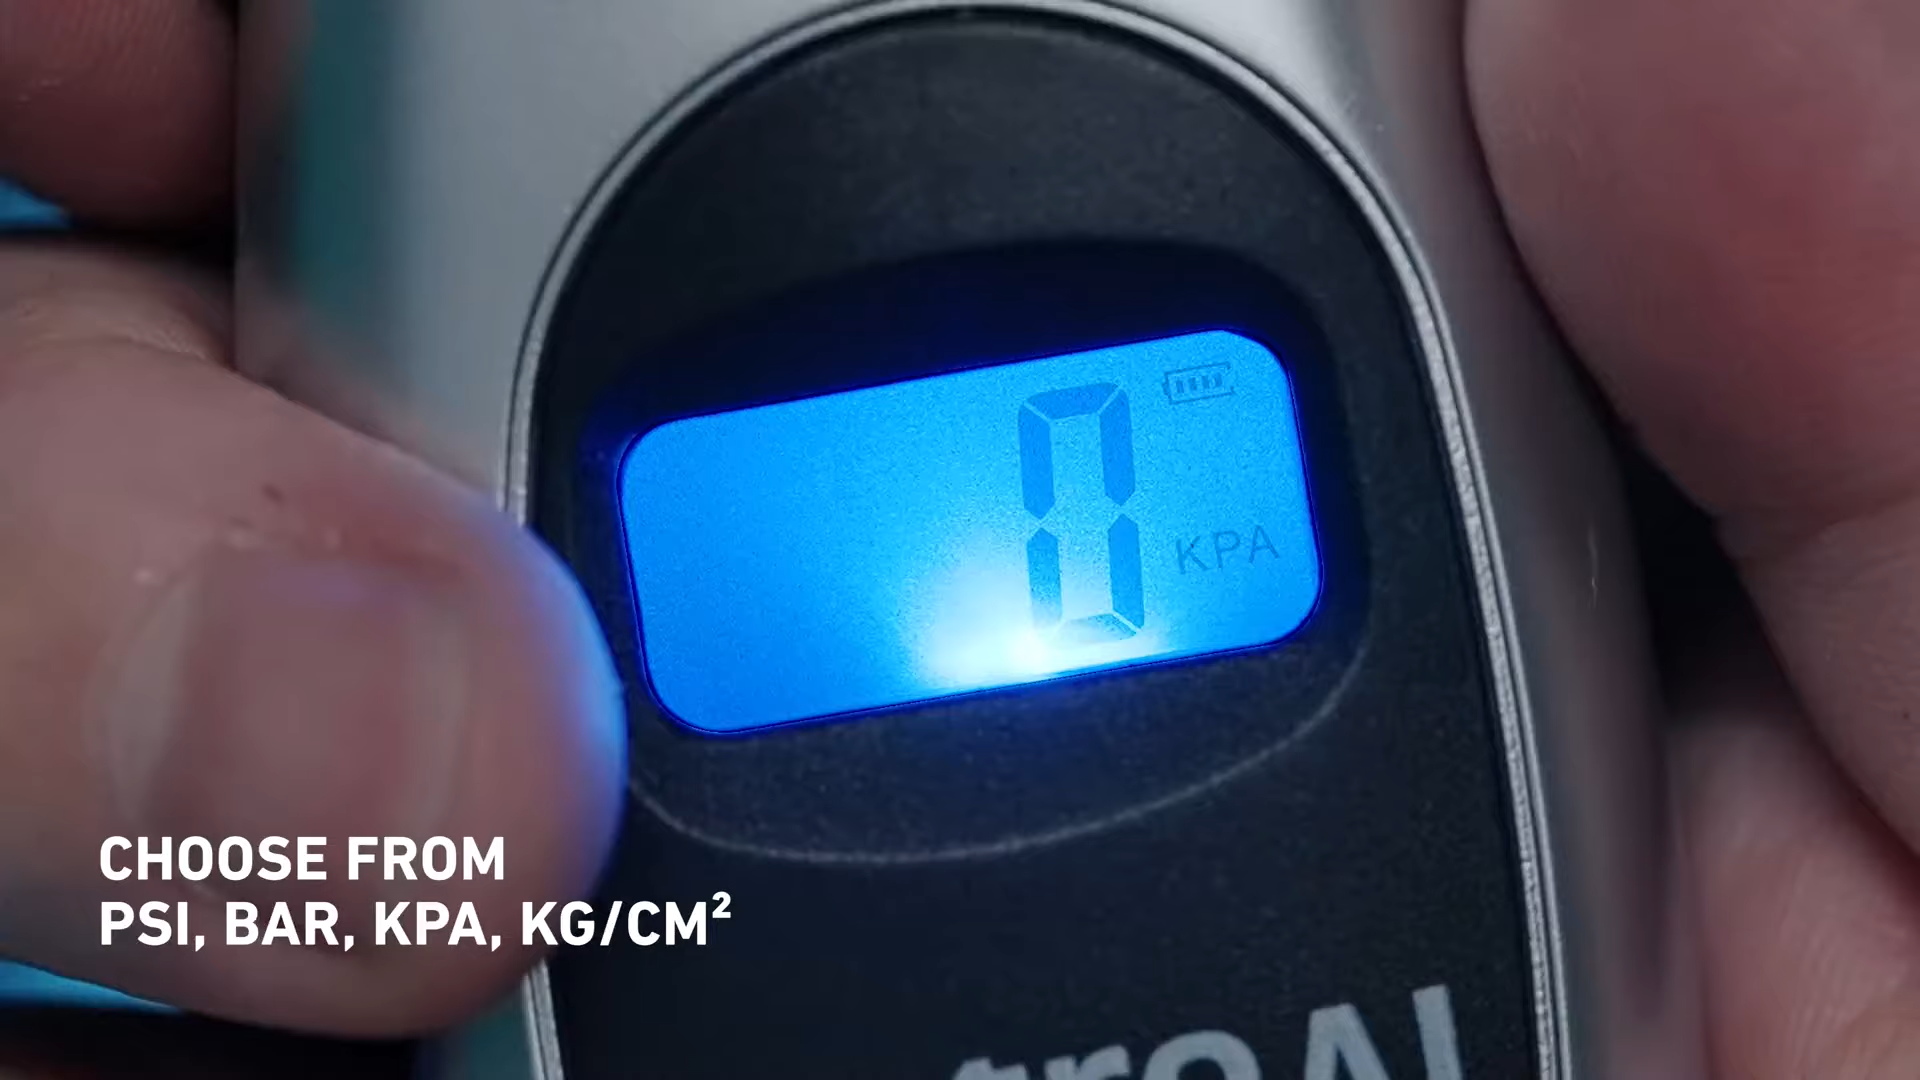 0
KPA
CHOOSE FROM
PSI, BAR, KPA, KG/CM²